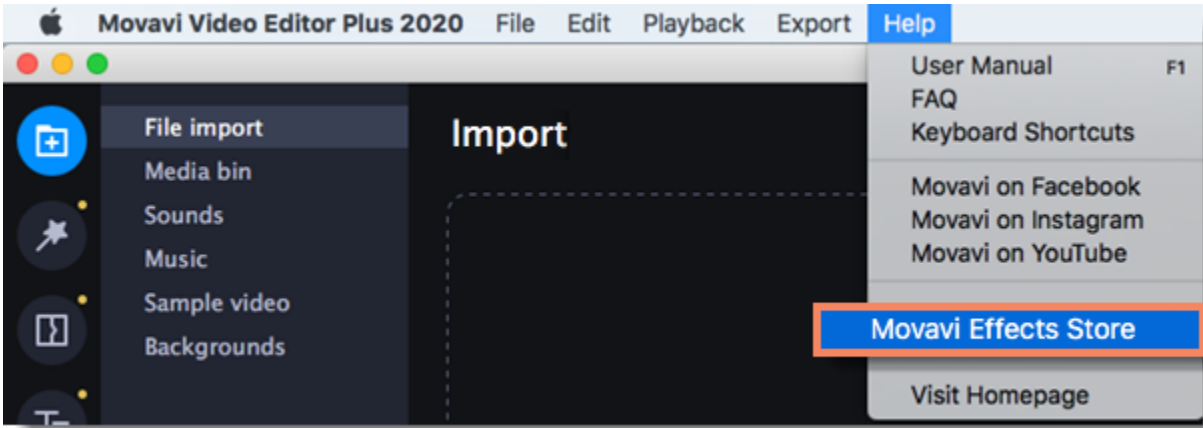 Movavi Video Editor Plus 2020 File Edit Playback Export Help
User Manual F1
FAQ
Keyboard Shortcuts
Movavi on Facebook
Movavi on Instagram
Movavi on YouTube
Movavi Effects Store
Visit Homepage
File import
Media bin
Sounds
Music
Sample video
Backgrounds
Import